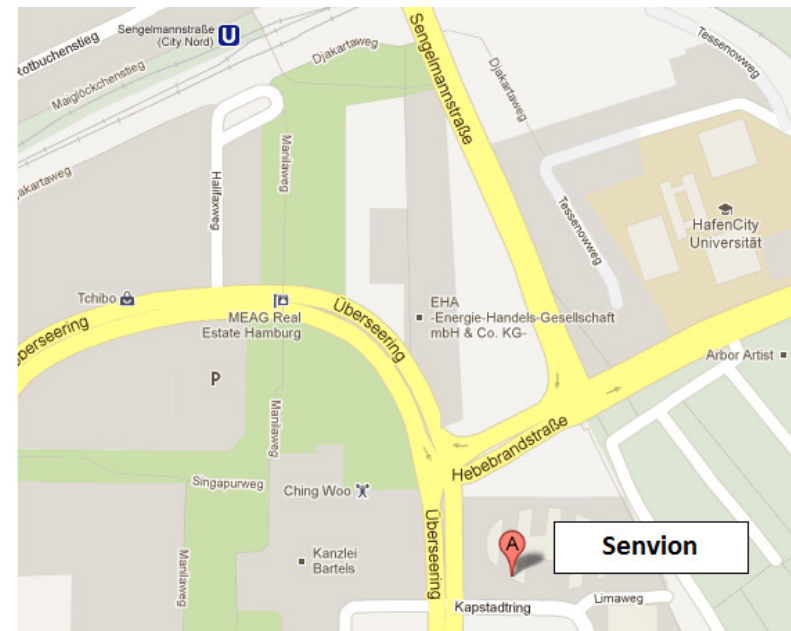 Sengelmannstraße
(City Nord)
U
Rotbuchenstieg
Maiglöckchenstieg
Djakartaweg
Sengelmannstraße
Djakartaweg
Tessenowweg
Manilaweg
Halifaxweg
Tessenowweg
HafenCity
Universität
Tchibo
MEAG Real
Estate Hamburg
Überseering
Überseering
EHA
-Energie-Handels-Gesellschaft
mbH & Co. KG-
Arbor Artist
P
Manilaweg
Hebebrandstraße
Singapurweg
Ching Woo
Überseering
Kanzlei
Bartels
Manilaweg
A
Senvion
Kapstadtring
Limaweg